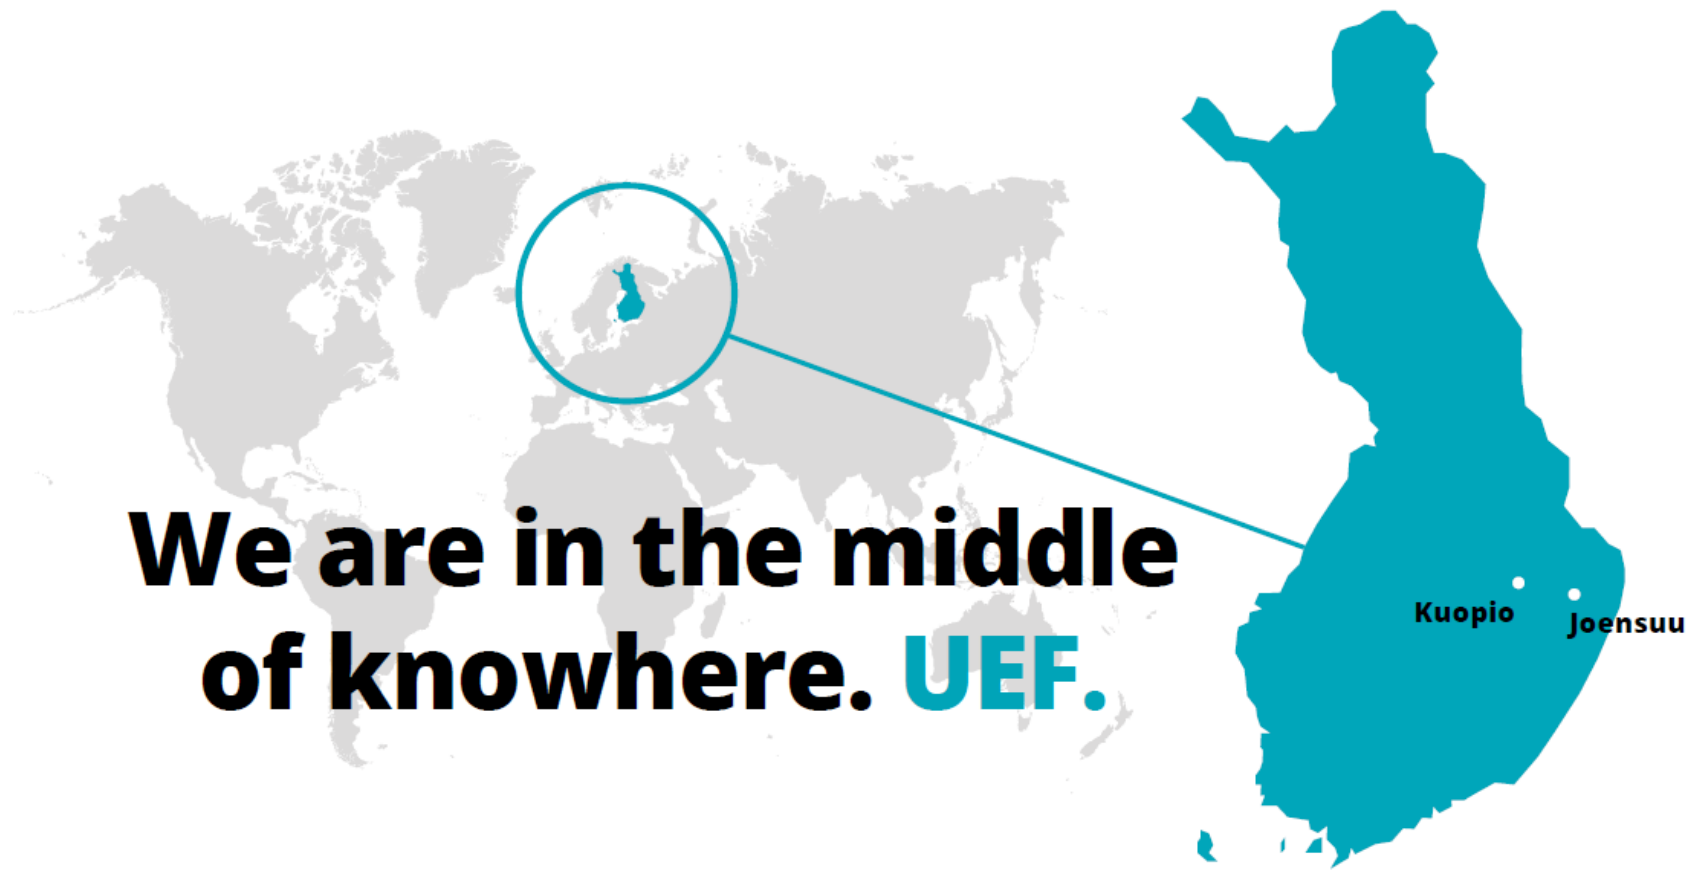 We are in the middle
of knowhere. UEF.
Kuopio
Joensuu